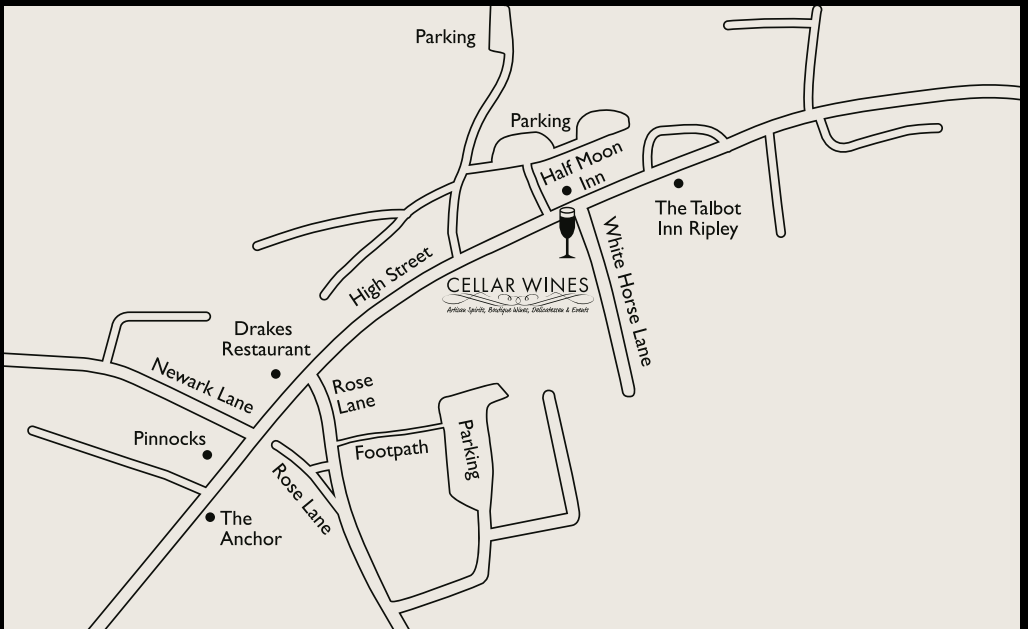 Parking
Parking
Half Moon
Inn
The Talbot
Inn Ripley
White Horse Lane
High Street
CELLAR WINES
Artisan Spirits, Boutique Wines, Delicatessen & Events
Drakes
Restaurant
Newark Lane
Rose
Lane
Pinnocks
Footpath
Parking
Rose Lane
The
Anchor